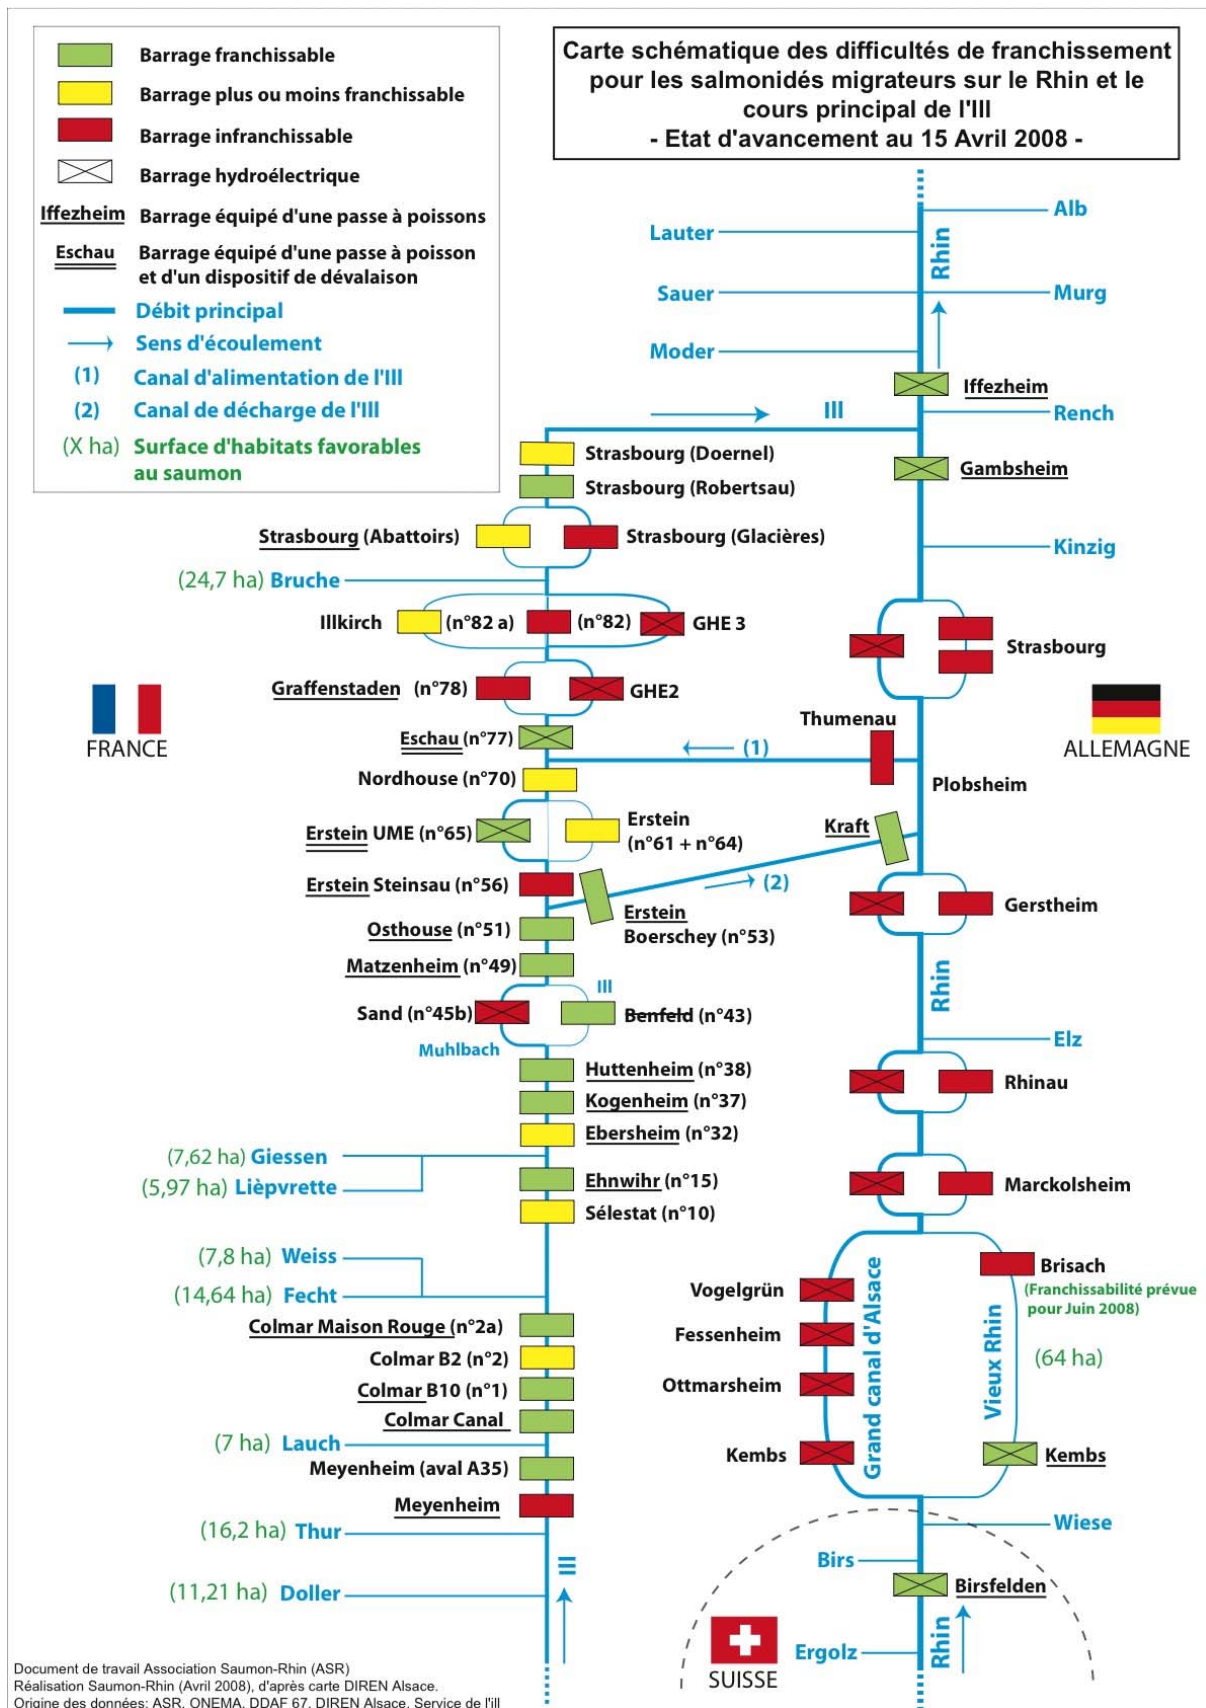 Barrage franchissable
Barrage plus ou moins franchissable
Barrage infranchissable
Barrage hydroélectrique
Iffezheim Barrage équipé d'une passe à poissons
Eschau Barrage équipé d'une passe à poisson
et d'un dispositif de dévalaison
Débit principal
Sens d'écoulement
(1) Canal d'alimentation de l'Ill
(2) Canal de décharge de l'Ill
(X ha) Surface d'habitats favorables
au saumon
Carte schématique des difficultés de franchissement
pour les salmonidés migrateurs sur le Rhin et le
cours principal de l'Ill
- Etat d'avancement au 15 Avril 2008 -
Alb
Lauter
Rhin
Sauer
Murg
Moder
Iffezheim
Ill
Rench
Strasbourg (Doernel)
Gambsheim
Strasbourg (Robertsau)
Strasbourg (Abattoirs)
Strasbourg (Glacières)
Kinzig
(24,7 ha) Bruche
Illkirch
(n°82 a)
(n°82)
GHE 3
Strasbourg
Graffenstaden (n°78)
GHE2
FRANCE
ALLEMAGNE
Thumenau
Eschau (n°77)
(1)
Nordhouse (n°70)
Plobsheim
Erstein UME (n°65)
Erstein
(n°61 + n°64)
Kraft
Erstein Steinsau (n°56)
(2)
Gerstheim
Erstein
Boerschey (n°53)
Osthouse (n°51)
Matzenheim (n°49)
Rhin
Ill
Sand (n°45b)
Benfeld (n°43)
Muhlbach
Elz
Huttenheim (n°38)
Rhinau
Kogenheim (n°37)
Ebersheim (n°32)
(7,62 ha) Giessen
(5,97 ha) Lièpvrette
Ehnwihr (n°15)
Marckolsheim
Sélestat (n°10)
(7,8 ha) Weiss
(14,64 ha) Fecht
Vogelgrün
Brisach
(Franchissabilité prévue
pour Juin 2008)
Colmar Maison Rouge (n°2a)
Fessenheim
Grand canal d'Alsace
Vieux Rhin
(64 ha)
Colmar B2 (n°2)
Ottmarsheim
Colmar B10 (n°1)
Colmar Canal
(7 ha) Lauch
Kembs
Kembs
Meyenheim (aval A35)
Meyenheim
(16,2 ha) Thur
Wiese
Ill
Birs
Birsfelden
(11,21 ha) Doller
SUISSE
Ergolz
Rhin
Document de travail Association Saumon-Rhin (ASR)
Réalisation Saumon-Rhin (Avril 2008), d'après carte DIREN Alsace.
Origine des données: ASR, ONEMA, DDAF 67, DIREN Alsace, Service de l'ill